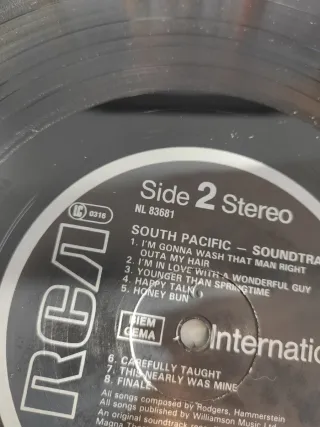 Side 2 Stereo
NL 83681
LC 0316
SOUTH PACIFIC – SOUNDTRA
1. I'M GONNA WASH THAT MAN RIGHT
OUTA MY HAIR
2. I'M IN LOVE WITH A WONDERFUL GUY
3. YOUNGER THAN SPRINGTIME
4. HAPPY TALK
5. HONEY BUN
RCA
BIEM
GEMA
Internatio
6. CAREFULLY TAUGHT
7. THIS NEARLY WAS MINE
8. FINALE
All songs composed by Rodgers, Hammerstein
All songs published by Williamson Music Ltd
An original soundtrack
Magna